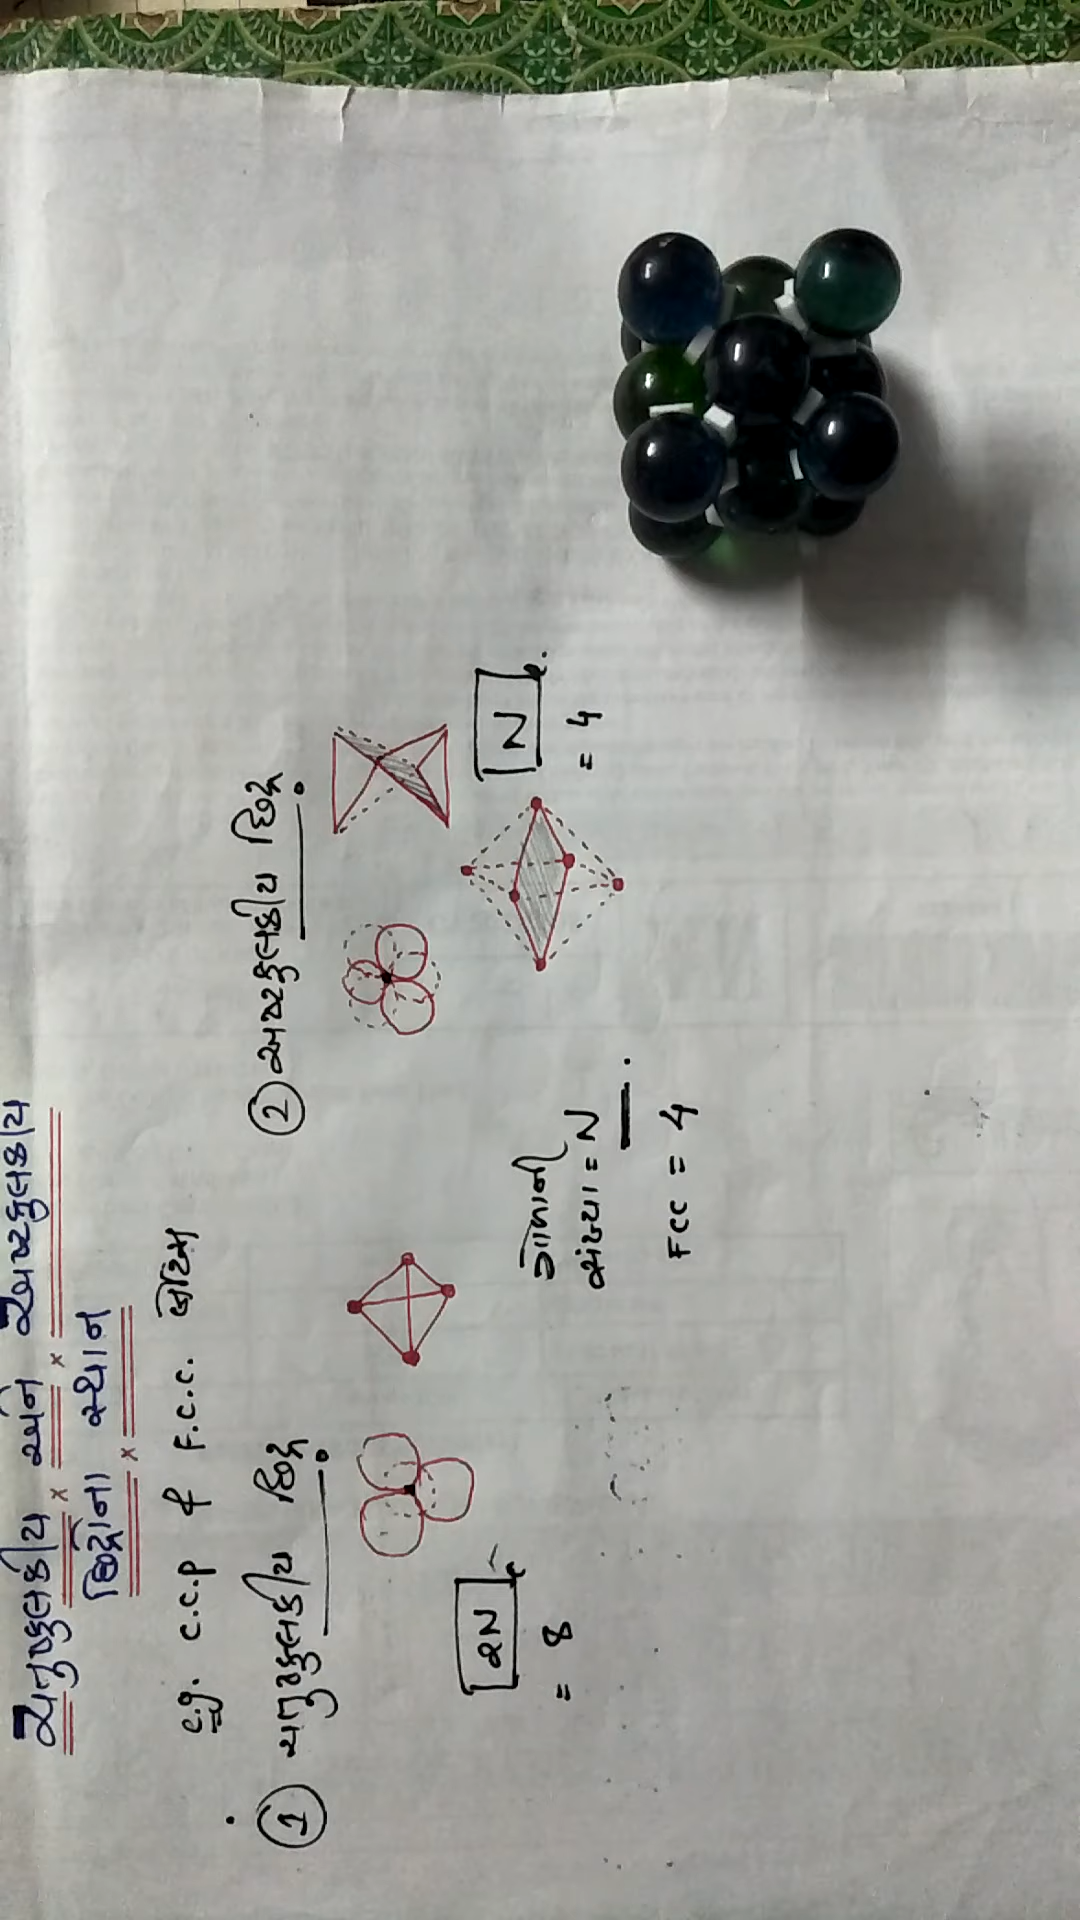 ચતુષ્ફલકીય અને અષ્ટફલકીય
છિદ્રોના સ્થાન
e.g. C.C.P & F.C.C.
① ચતુષ્ફલકીય છિદ્ર
2N
= 8
② અષ્ટફલકીય છિદ્ર
N
= 4
ગોળાની
સંખ્યા = N
FCC = 4